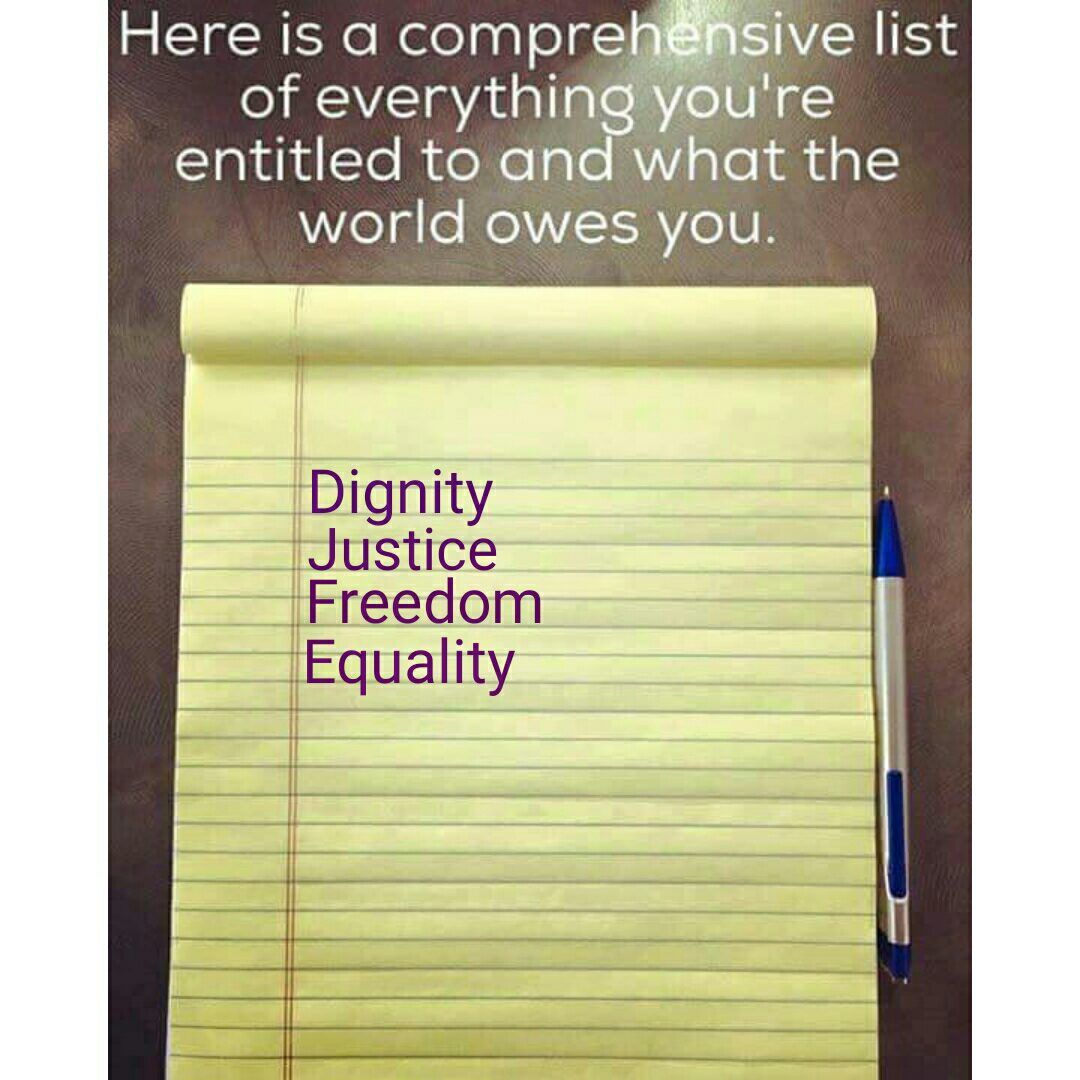 Here is a comprehensive list
of everything you're
entitled to and what the
world owes you.
Dignity
Justice
Freedom
Equality